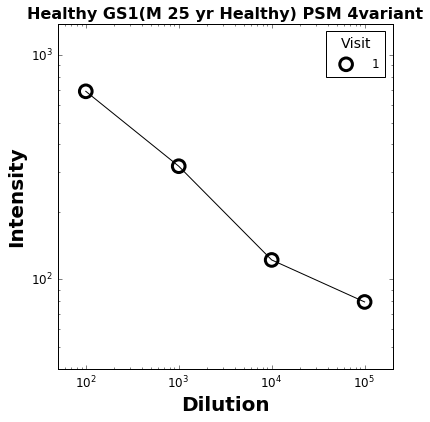 Healthy GS1(M 25 yr Healthy) PSM 4variant
Visit
1
10³
10²
Intensity
10² 10³ 10⁴ 10⁵
Dilution